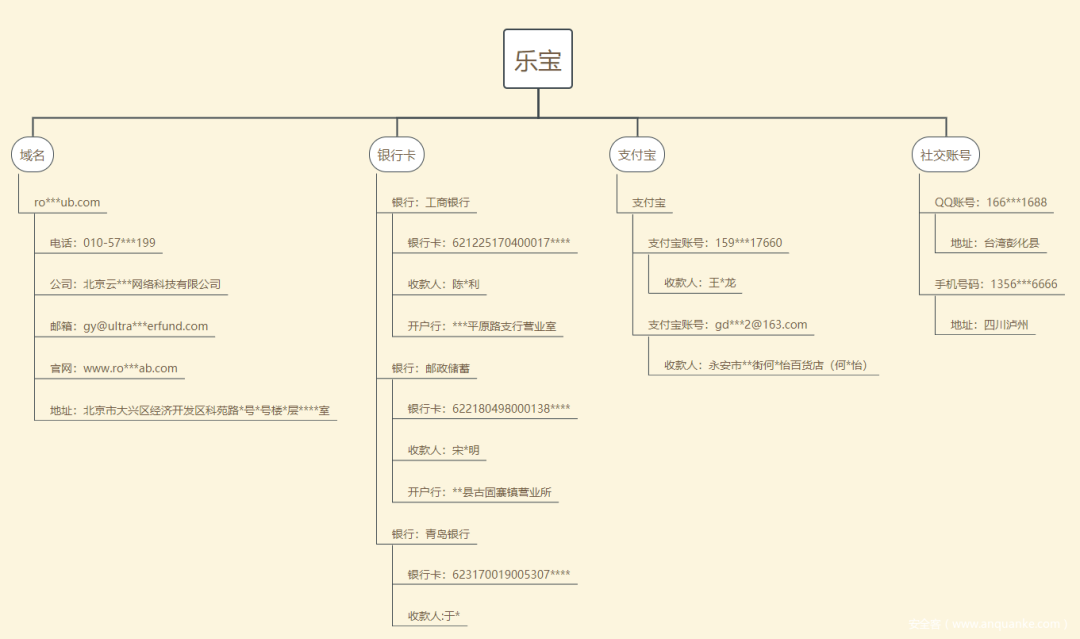 乐宝
域名
ro***ub.com
电话：010-57***199
公司：北京云***网络科技有限公司
邮箱：gy@ultra***erfund.com
官网：www.ro***ab.com
地址：北京市大兴区经济开发区科苑路*号*号楼*层****室
银行卡
银行：工商银行
银行卡：621225170400017****
收款人：陈*利
开户行：***平原路支行营业室
银行：邮政储蓄
银行卡：622180498000138****
收款人：宋*明
开户行：**县古固寨镇营业所
银行：青岛银行
银行卡：623170019005307****
收款人:于*
支付宝
支付宝
支付宝账号：159***17660
收款人：王*龙
支付宝账号：gd***2@163.com
收款人：永安市**街何*怡百货店（何*怡）
社交账号
QQ账号：166***1688
地址：台湾彭化县
手机号码：1356***6666
地址：四川泸州
安全客（www.anquanke.com）